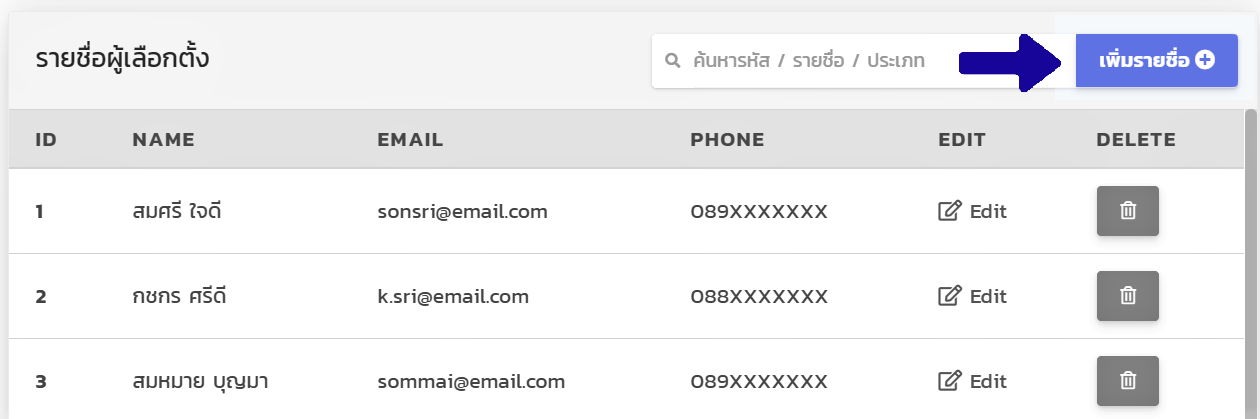 รายชื่อผู้เลือกตั้ง
ค้นหารหัส / รายชื่อ / ประเภท
เพิ่มรายชื่อ
ID NAME EMAIL PHONE EDIT DELETE
1 สมศรี ใจดี sonsri@email.com 089XXXXXXX Edit
2 กชกร ศรีดี k.sri@email.com 088XXXXXXX Edit
3 สมหมาย บุญมา sommai@email.com 089XXXXXXX Edit